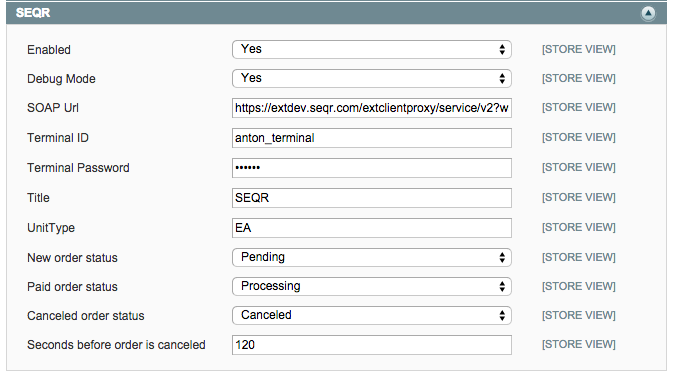 SEQR
Enabled Yes [STORE VIEW]
Debug Mode Yes [STORE VIEW]
SOAP Url https://extdev.seqr.com/extclientproxy/service/v2?w [STORE VIEW]
Terminal ID anton_terminal [STORE VIEW]
Terminal Password •••••• [STORE VIEW]
Title SEQR [STORE VIEW]
UnitType EA [STORE VIEW]
New order status Pending [STORE VIEW]
Paid order status Processing [STORE VIEW]
Canceled order status Canceled [STORE VIEW]
Seconds before order is canceled 120 [STORE VIEW]